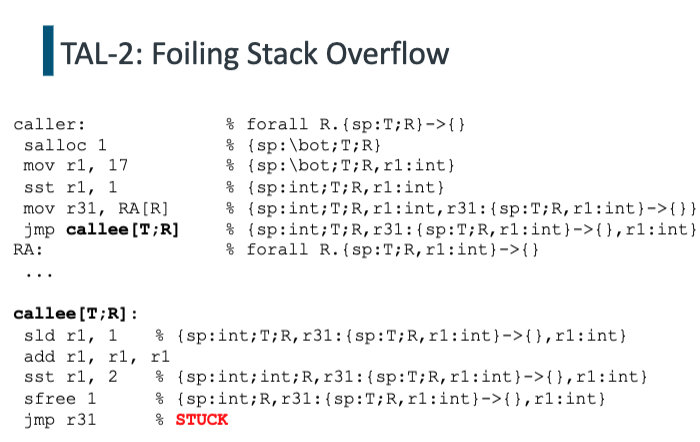 TAL-2: Foiling Stack Overflow
caller: % forall R.{sp:T;R}->{}
salloc 1 % {sp:\bot;T;R}
mov r1, 17 % {sp:\bot;T;R,r1:int}
sst r1, 1 % {sp:int;T;R,r1:int}
mov r31, RA[R] % {sp:int;T;R,r1:int,r31:{sp:T;R,r1:int}->{}}
jmp callee[T;R] % {sp:int;T;R,r31:{sp:T;R,r1:int}->{},r1:int}
RA: % forall R.{sp:T;R,r1:int}->{}
...
callee[T;R]:
sld r1, 1 % {sp:int;T;R,r31:{sp:T;R,r1:int}->{},r1:int}
add r1, r1, r1
sst r1, 2 % {sp:int;int;R,r31:{sp:T;R,r1:int}->{},r1:int}
sfree 1 % {sp:int;R,r31:{sp:T;R,r1:int}->{},r1:int}
jmp r31 % STUCK